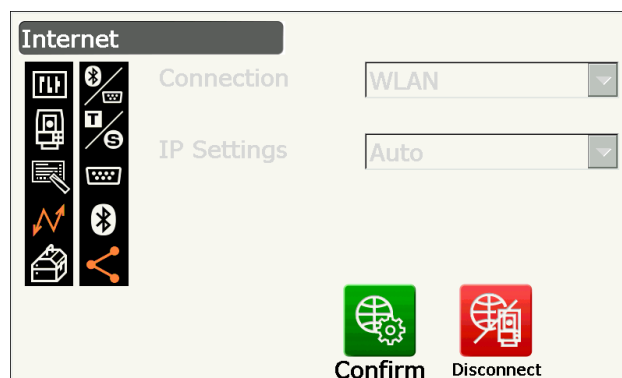 Internet
Connection WLAN
T
S
IP Settings Auto
Confirm Disconnect